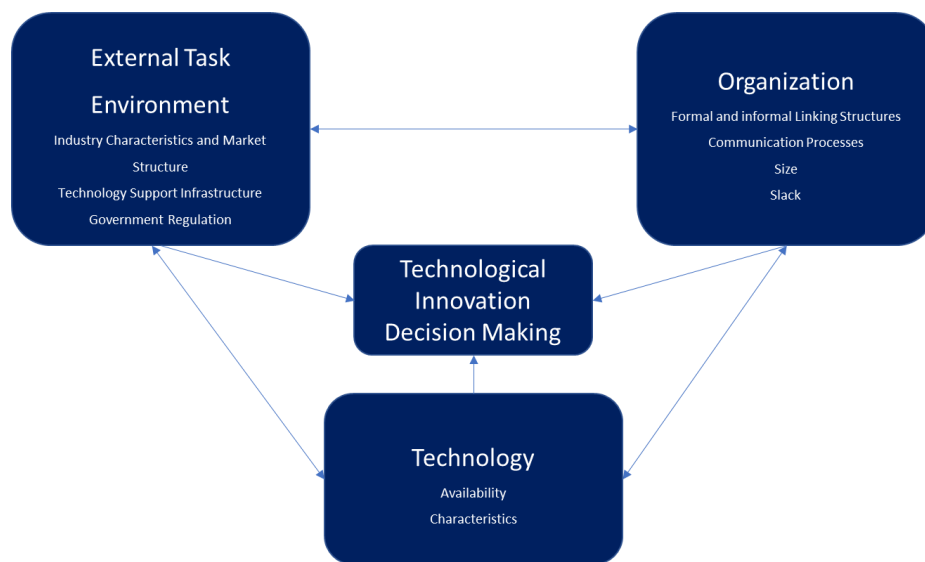 External Task
Environment
Industry Characteristics and Market
Structure
Technology Support Infrastructure
Government Regulation
Organization
Formal and informal Linking Structures
Communication Processes
Size
Slack
Technological
Innovation
Decision Making
Technology
Availability
Characteristics